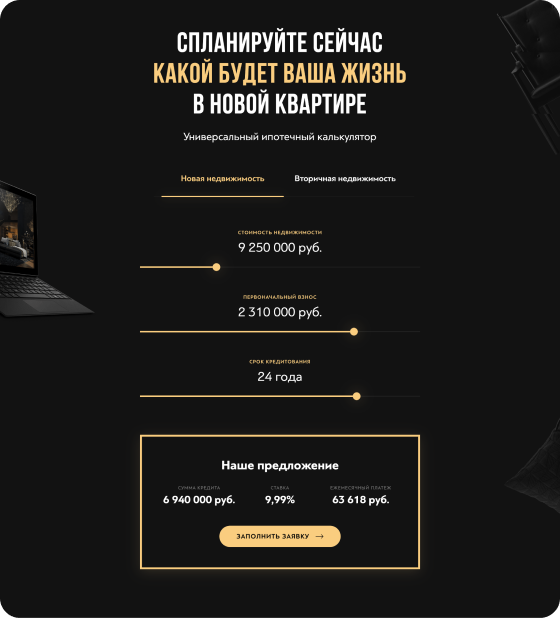 СПЛАНИРУЙТЕ СЕЙЧАС
КАКОЙ БУДЕТ ВАША ЖИЗНЬ
В НОВОЙ КВАРТИРЕ
Универсальный ипотечный калькулятор
Новая недвижимость Вторичная недвижимость
СТОИМОСТЬ НЕДВИЖИМОСТИ
9 250 000 руб.
ПЕРВОНАЧАЛЬНЫЙ ВЗНОС
2 310 000 руб.
СРОК КРЕДИТОВАНИЯ
24 года
Наше предложение
СУММА КРЕДИТА СТАВКА ЕЖЕМЕСЯЧНЫЙ ПЛАТЕЖ
6 940 000 руб. 9,99% 63 618 руб.
ЗАПОЛНИТЬ ЗАЯВКУ →